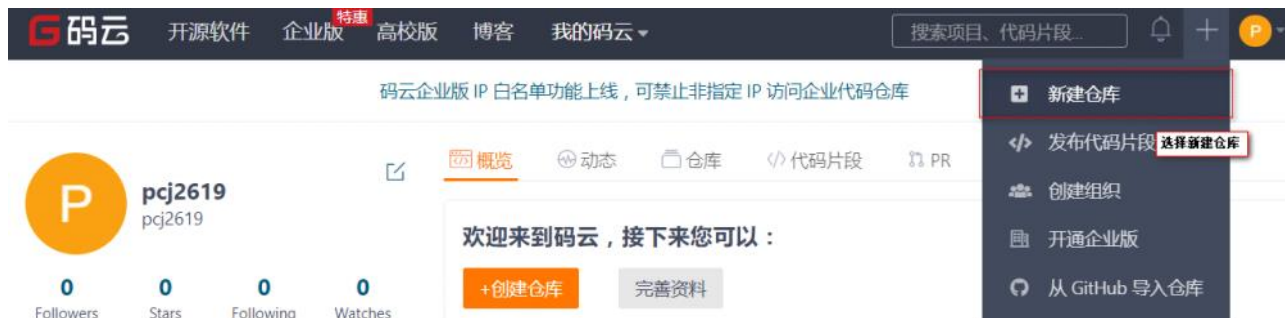 G码云 开源软件 企业版 特惠 高校版 博客 我的码云 搜索项目、代码片段... P
码云企业版 IP 白名单功能上线，可禁止非指定 IP 访问企业代码仓库
新建仓库
发布代码片段 选择新建仓库
创建组织
开通企业版
从 GitHub 导入仓库
P
pcj2619
pcj2619
0 0 0 0
Followers Stars Following Watches
概览 动态 仓库 代码片段 PR
欢迎来到码云，接下来您可以：
+创建仓库 完善资料